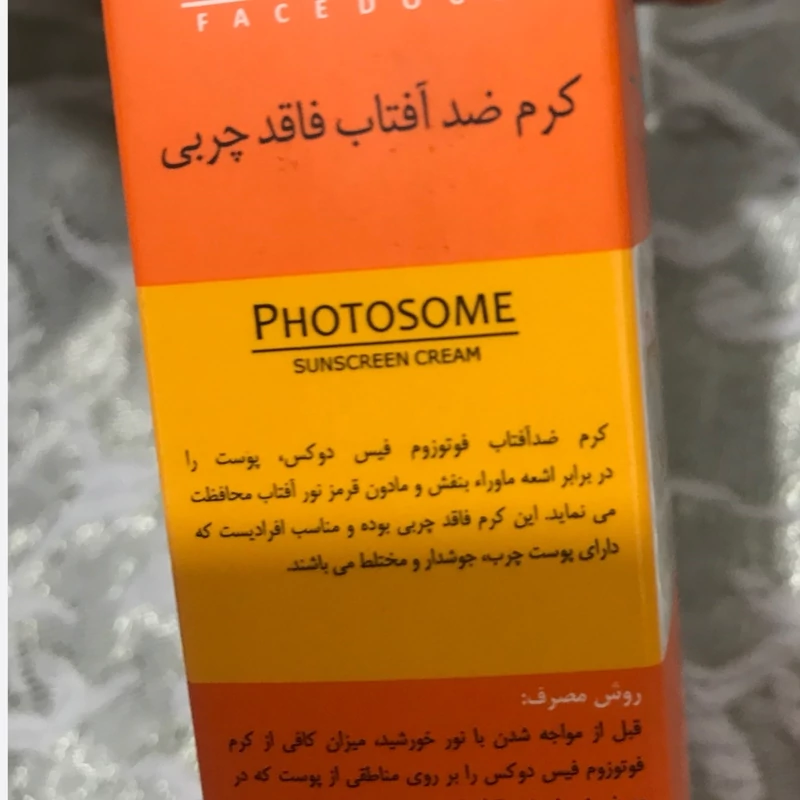 FACEDO
کرم ضد آفتاب فاقد چربی
PHOTOSOME
SUNSCREEN CREAM
کرم ضدآفتاب فوتوزوم فیس دوکس، پوست را
در برابر اشعه ماوراء بنفش و مادون قرمز نور آفتاب محافظت
می نماید. این کرم فاقد چربی بوده و مناسب افرادیست که
دارای پوست چرب، جوشدار و مختلط می باشند.
روش مصرف:
قبل از مواجه شدن با نور خورشید، میزان کافی از کرم
فوتوزوم فیس دوکس را بر روی مناطقی از پوست که در